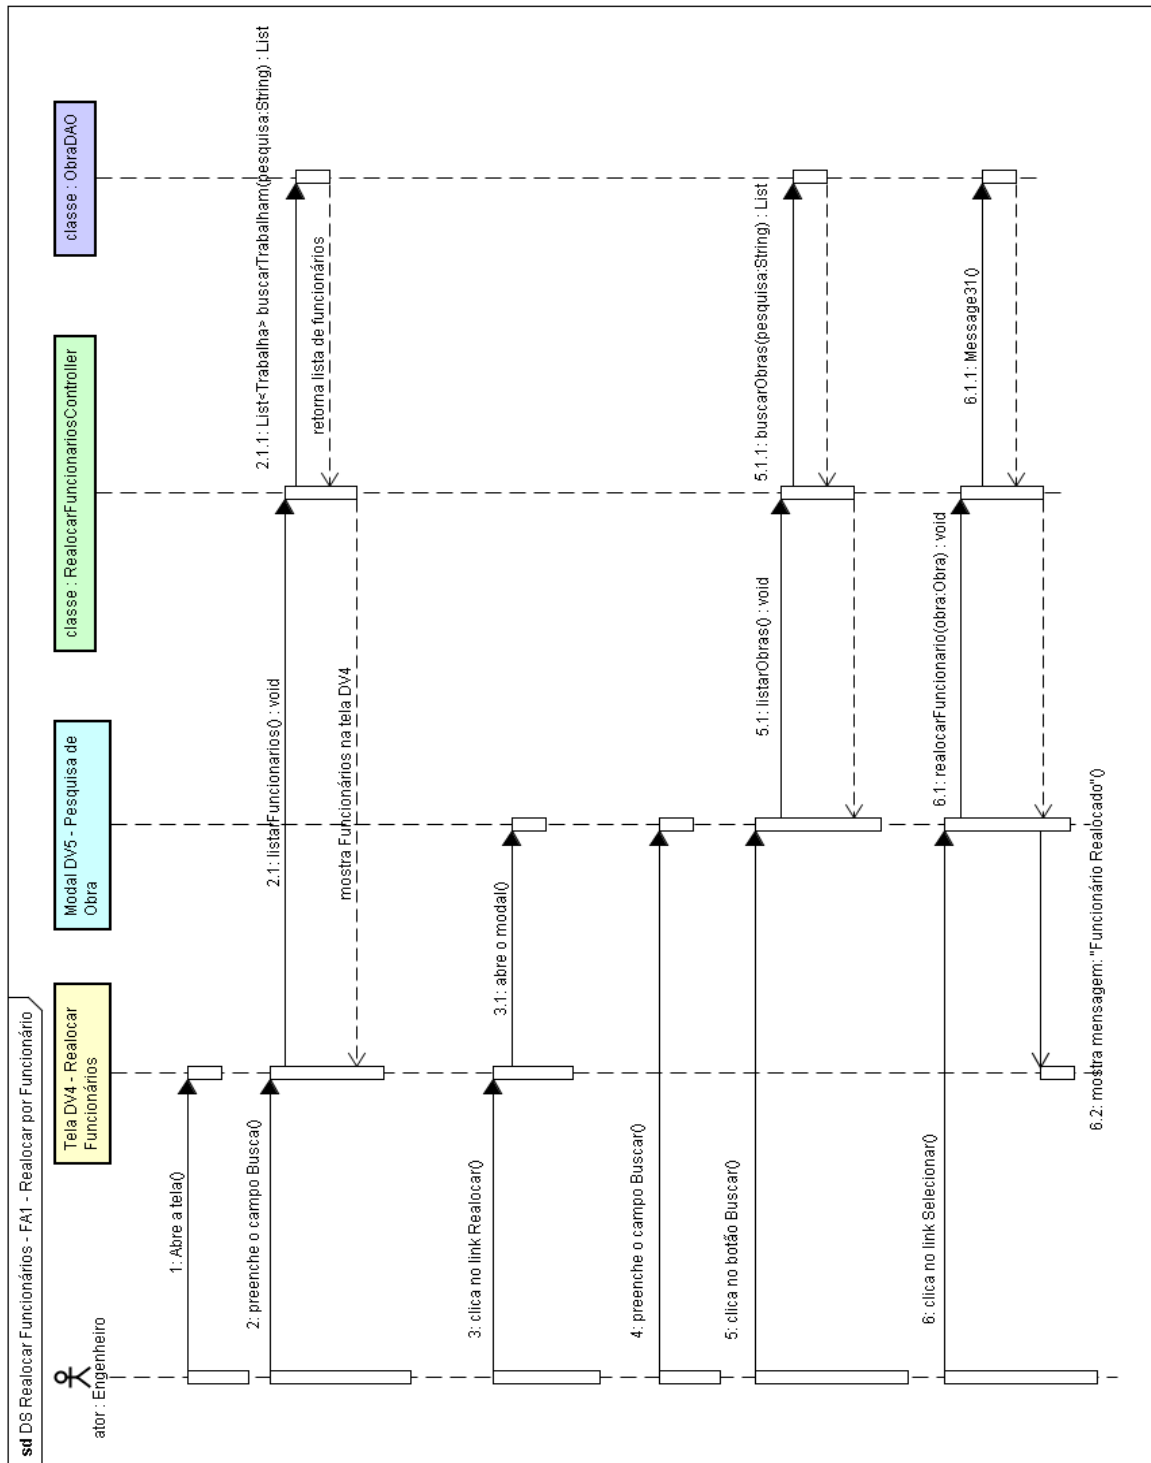 sd DS Realocar Funcionários - FA1 - Realocar por Funcionário
ator : Engenheiro
Tela DV4 - Realocar
Funcionários
Modal DV5 - Pesquisa de
Obra
classe : RealocarFuncionariosController
classe : ObraDAO
1: Abre a tela()
2: preenche o campo Busca()
2.1: listarFuncionarios() : void
2.1.1: List<Trabalha> buscarTrabalham(pesquisa:String) : List
retorna lista de funcionários
mostra Funcionários na tela DV4
3: clica no link Realocar()
3.1: abre o modal()
4: preenche o campo Buscar()
5: clica no botão Buscar()
5.1: listarObras() : void
5.1.1: buscarObras(pesquisa:String) : List
6: clica no link Selecionar()
6.1: realocarFuncionario(obra:Obra) : void
6.1.1: Message31()
6.2: mostra mensagem: "Funcionário Realocado"()